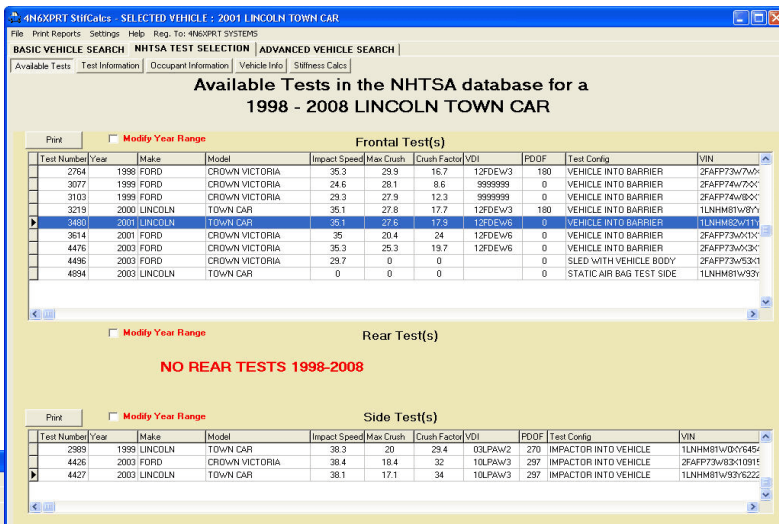 4N6XPRT StifCalcs - SELECTED VEHICLE : 2001 LINCOLN TOWN CAR
File Print Reports Settings Help Reg. To: 4N6XPRT SYSTEMS
BASIC VEHICLE SEARCH NHTSA TEST SELECTION ADVANCED VEHICLE SEARCH
Available Tests Test Information Occupant Information Vehicle Info Stiffness Calcs
Available Tests in the NHTSA database for a
1998 - 2008 LINCOLN TOWN CAR
Print Modify Year Range Frontal Test(s)
Test Number Year Make Model Impact Speed Max Crush Crush Factor VDI PDOF Test Config VIN
2764 1998 FORD CROWN VICTORIA 35.3 29.9 16.7 12FDEW3 180 VEHICLE INTO BARRIER 2FAFP73W7WX
3077 1999 FORD CROWN VICTORIA 24.6 28.1 8.6 9999999 0 VEHICLE INTO BARRIER 2FAFP74W7XX
3103 1999 FORD CROWN VICTORIA 29.3 27.9 12.3 9999999 0 VEHICLE INTO BARRIER 2FAFP74W8XX
3219 2000 LINCOLN TOWN CAR 35.1 27.8 17.7 12FDEW3 180 VEHICLE INTO BARRIER 1LNHM81W8YY
3480 2001 LINCOLN TOWN CAR 35.1 27.6 17.9 12FDEW6 0 VEHICLE INTO BARRIER 1LNHM82W11Y
3614 2001 FORD CROWN VICTORIA 35 20.4 24 12FDEW6 0 VEHICLE INTO BARRIER 2FAFP73WX1X
4476 2003 FORD CROWN VICTORIA 35.3 25.3 19.7 12FDEW6 0 VEHICLE INTO BARRIER 2FAFP73WX3X
4496 2003 FORD CROWN VICTORIA 29.7 0 0 0 SLED WITH VEHICLE BODY 2FAFP73W53X1
4894 2003 LINCOLN TOWN CAR 0 0 0 0 STATIC AIR BAG TEST SIDE 1LNHM81W93Y
Modify Year Range Rear Test(s)
NO REAR TESTS 1998-2008
Print Modify Year Range Side Test(s)
Test Number Year Make Model Impact Speed Max Crush Crush Factor VDI PDOF Test Config VIN
2989 1999 LINCOLN TOWN CAR 38.3 20 29.4 03LPAW2 270 IMPACTOR INTO VEHICLE 1LNHM81W0XY6454
4426 2003 FORD CROWN VICTORIA 38.4 18.4 32 10LPAW3 297 IMPACTOR INTO VEHICLE 2FAFP73W83X10915
4427 2003 LINCOLN TOWN CAR 38.1 17.1 34 10LPAW3 297 IMPACTOR INTO VEHICLE 1LNHM81W93Y6222